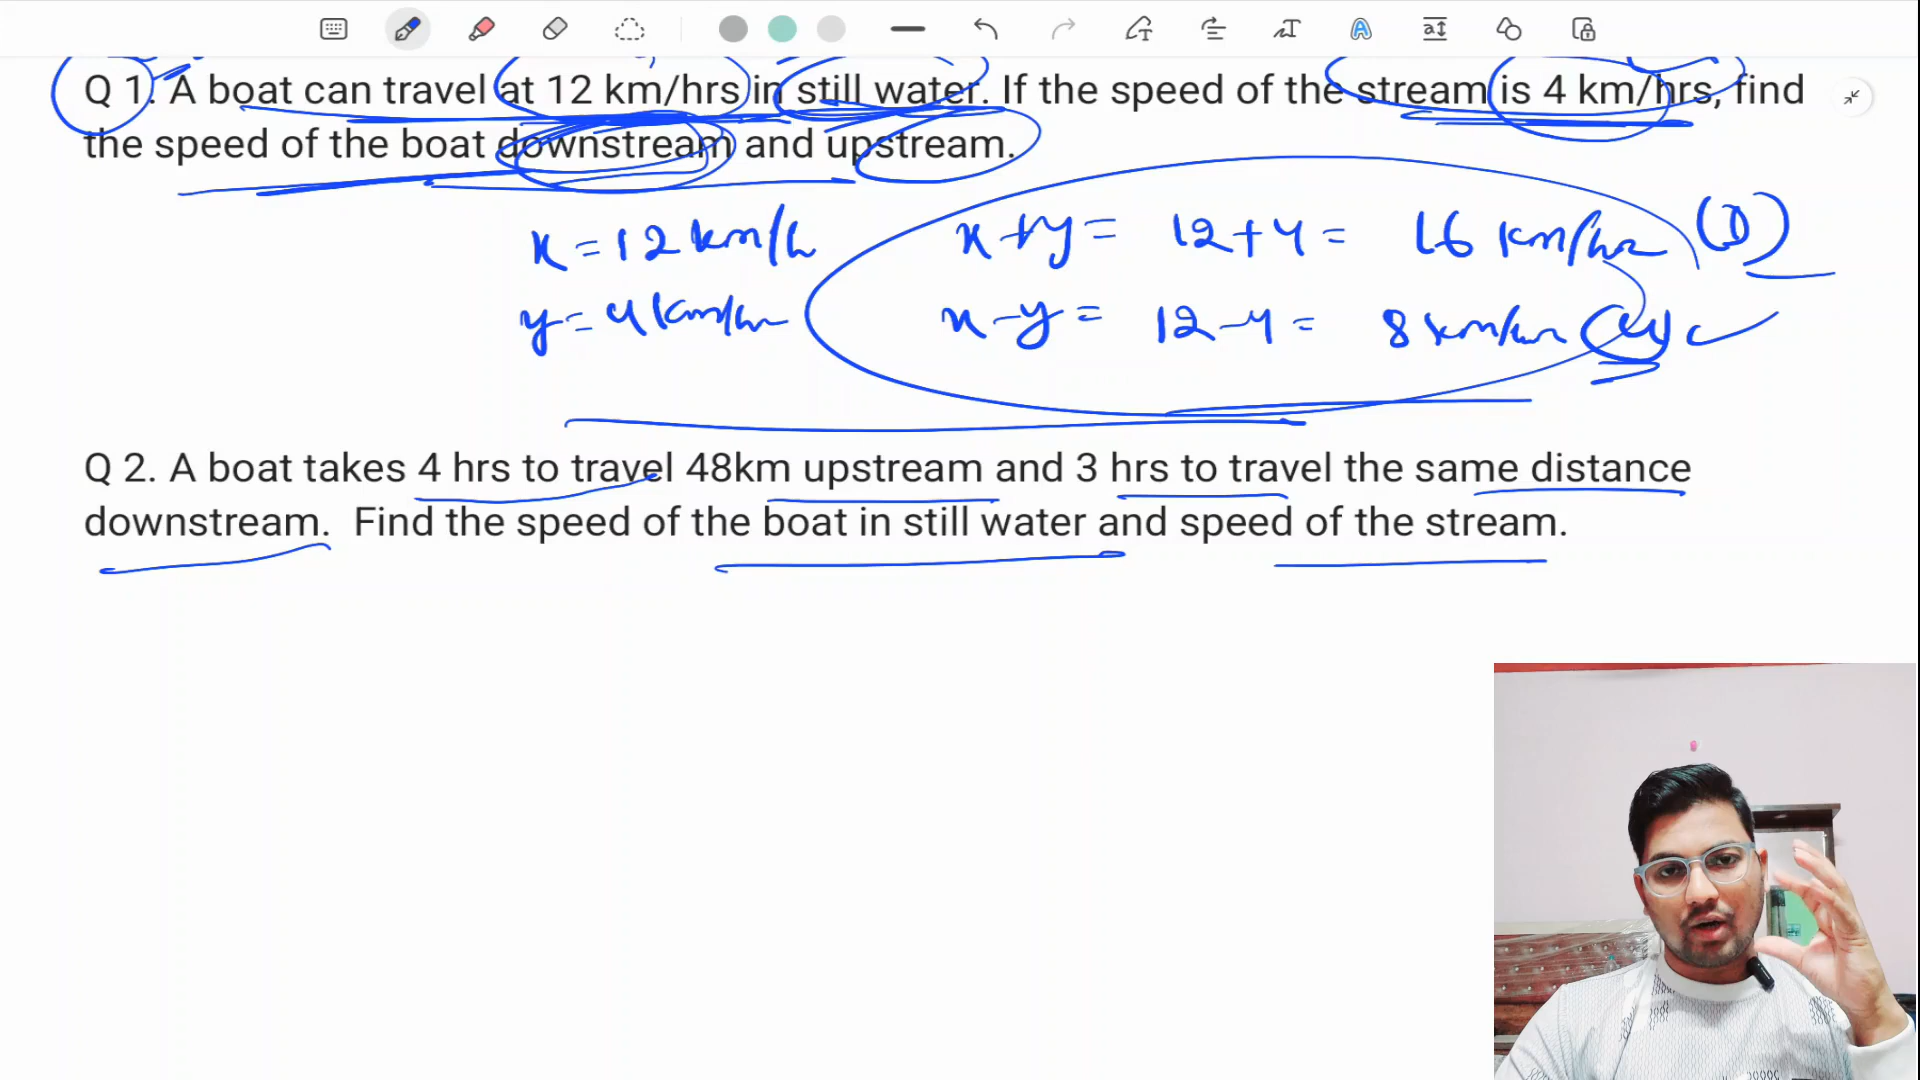 Q 1. A boat can travel at 12 km/hrs in still water. If the speed of the stream is 4 km/hrs, find
the speed of the boat downstream and upstream.
x = 12 km/h
x+y = 12+4 = 16 km/hr (D)
y = 4 km/hr
x-y = 12-4 = 8 km/hr (U)
Q 2. A boat takes 4 hrs to travel 48km upstream and 3 hrs to travel the same distance
downstream. Find the speed of the boat in still water and speed of the stream.